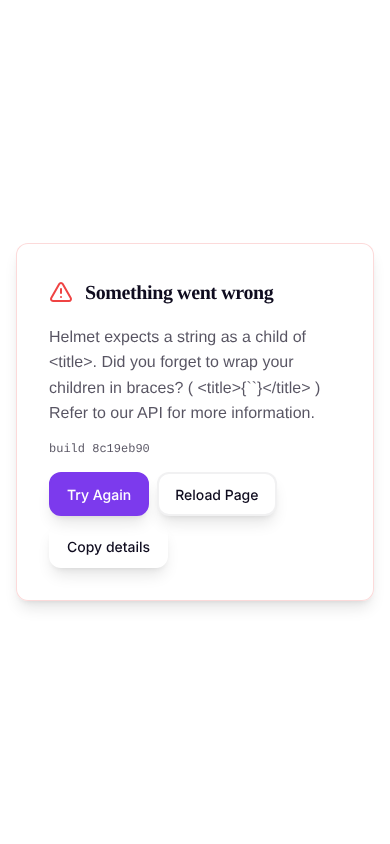 Something went wrong
Helmet expects a string as a child of
<title>. Did you forget to wrap your
children in braces? ( <title>{``}</title> )
Refer to our API for more information.
build 8c19eb90
Try Again
Reload Page
Copy details